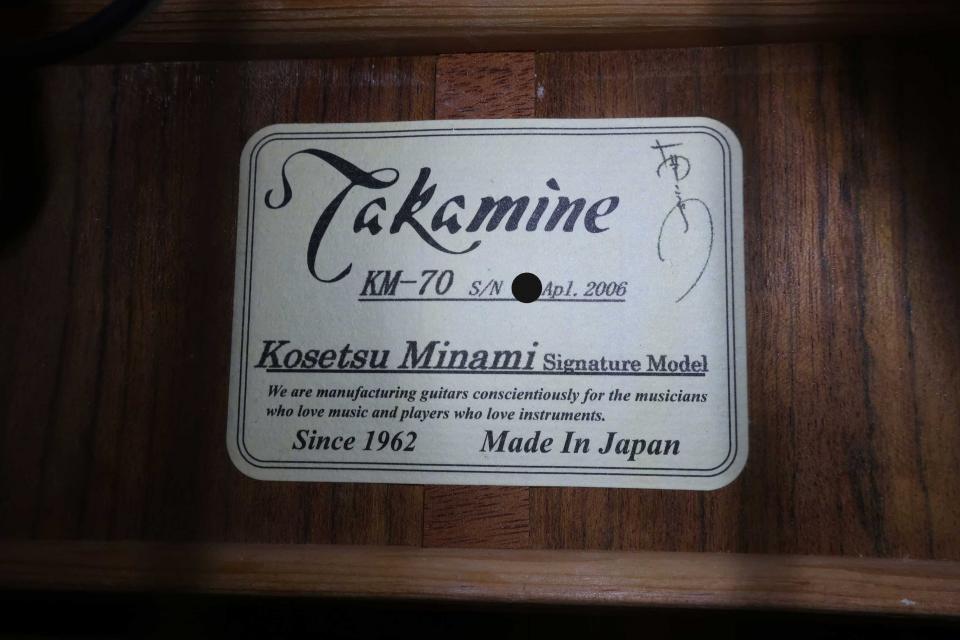 Takamine
KM-70 S/N Apl. 2006
Kosetsu Minami Signature Model
We are manufacturing guitars conscientiously for the musicians
who love music and players who love instruments.
Since 1962 Made In Japan